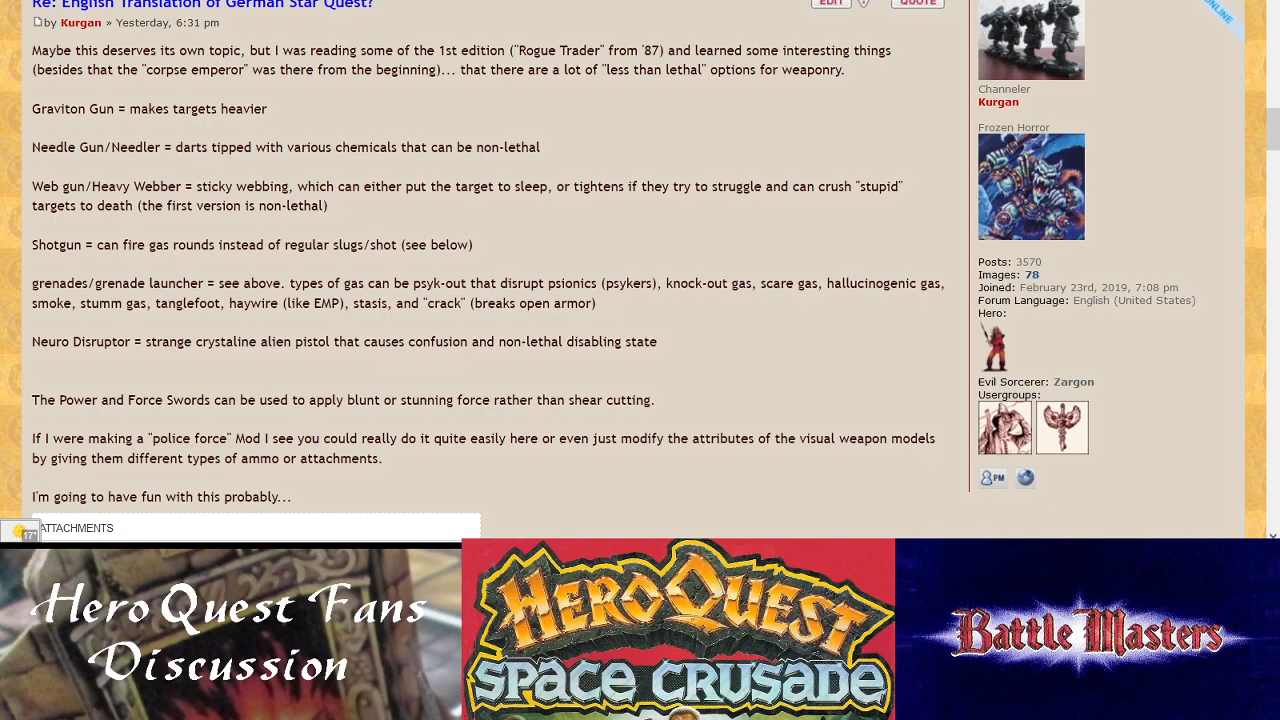 Re: English Translation of German Star Quest?
EDIT
QUOTE
by Kurgan » Yesterday, 6:31 pm
Maybe this deserves its own topic, but I was reading some of the 1st edition ("Rogue Trader" from '87) and learned some interesting things
(besides that the "corpse emperor" was there from the beginning)... that there are a lot of "less than lethal" options for weaponry.
Graviton Gun = makes targets heavier
Needle Gun/Needler = darts tipped with various chemicals that can be non-lethal
Web gun/Heavy Webber = sticky webbing, which can either put the target to sleep, or tightens if they try to struggle and can crush "stupid"
targets to death (the first version is non-lethal)
Shotgun = can fire gas rounds instead of regular slugs/shot (see below)
grenades/grenade launcher = see above. types of gas can be psyk-out that disrupt psionics (psykers), knock-out gas, scare gas, hallucinogenic gas,
smoke, stumm gas, tanglefoot, haywire (like EMP), stasis, and "crack" (breaks open armor)
Neuro Disruptor = strange crystaline alien pistol that causes confusion and non-lethal disabling state
The Power and Force Swords can be used to apply blunt or stunning force rather than shear cutting.
If I were making a "police force" Mod I see you could really do it quite easily here or even just modify the attributes of the visual weapon models
by giving them different types of ammo or attachments.
I'm going to have fun with this probably...
ATTACHMENTS
17°
ONLINE
Channeler
Kurgan
Frozen Horror
Posts: 3570
Images: 78
Joined: February 23rd, 2019, 7:08 pm
Forum Language: English (United States)
Hero:
Evil Sorcerer: Zargon
Usergroups:
PM
HeroQuest Fans
Discussion
HEROQUEST
SPACE CRUSADE
Battle Masters